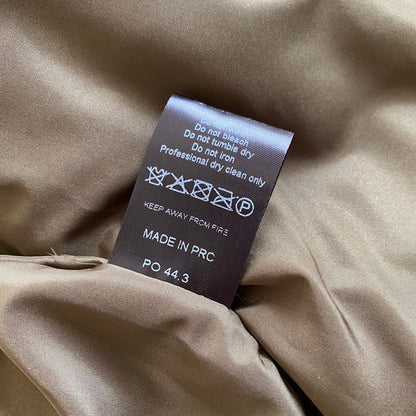 Do not bleach
Do not tumble dry
Do not iron
Professional dry clean only
P
KEEP AWAY FROM FIRE
MADE IN PRC
PO 44.3